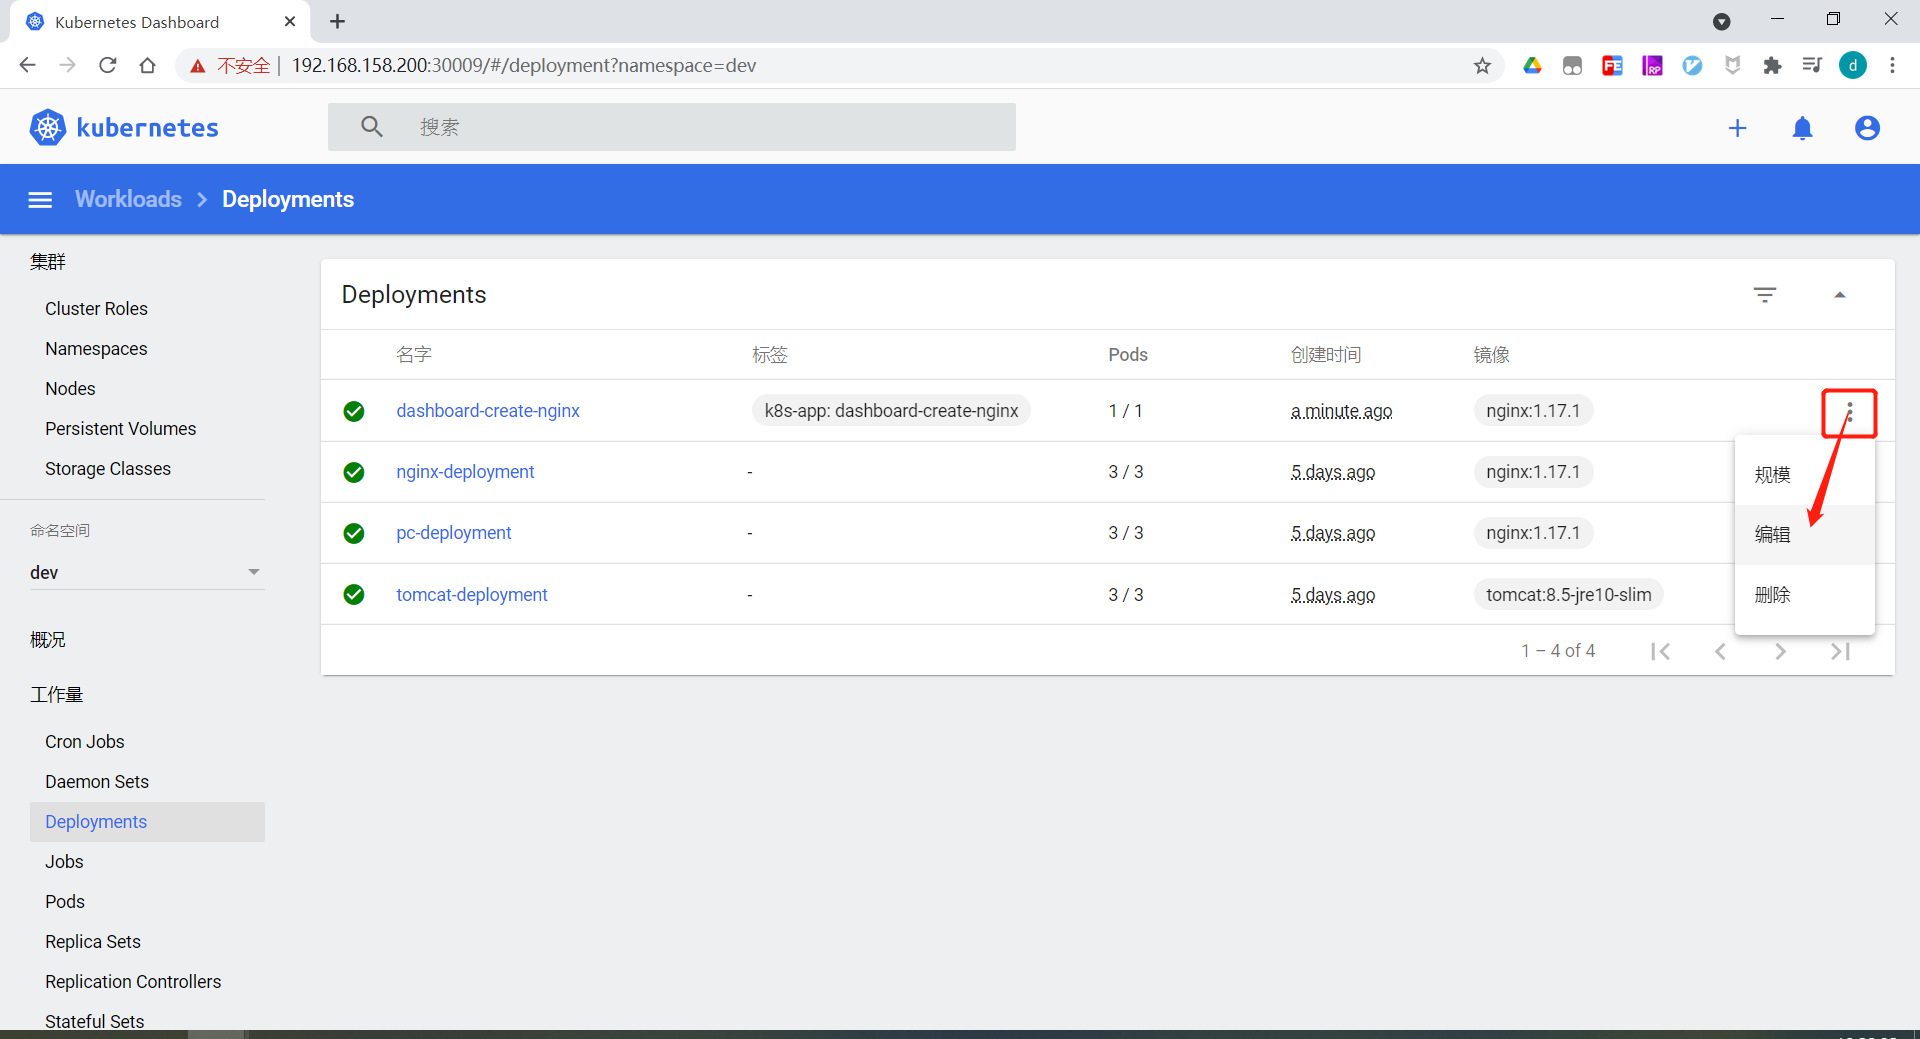 Kubernetes Dashboard
不安全 192.168.158.200:30009/#/deployment?namespace=dev
FE
RP
d
kubernetes
搜索
Workloads Deployments
集群
Cluster Roles
Namespaces
Nodes
Persistent Volumes
Storage Classes
命名空间
dev
概况
工作量
Cron Jobs
Daemon Sets
Deployments
Jobs
Pods
Replica Sets
Replication Controllers
Stateful Sets
Deployments
名字 标签 Pods 创建时间 镜像
dashboard-create-nginx k8s-app: dashboard-create-nginx 1 / 1 a minute ago nginx:1.17.1
nginx-deployment - 3 / 3 5 days ago nginx:1.17.1
pc-deployment - 3 / 3 5 days ago nginx:1.17.1
tomcat-deployment - 3 / 3 5 days ago tomcat:8.5-jre10-slim
规模
编辑
删除
1 – 4 of 4